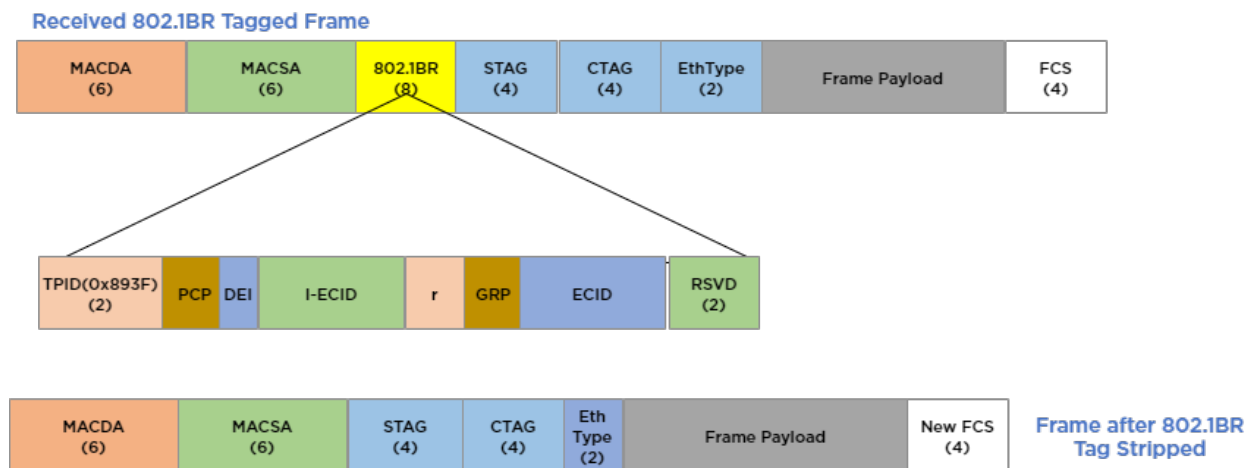 Received 802.1BR Tagged Frame
MACDA
(6)
MACSA
(6)
802.1BR
(8)
STAG
(4)
CTAG
(4)
EthType
(2)
Frame Payload
FCS
(4)
TPID(0x893F)
(2)
PCP
DEI
I-ECID
r
GRP
ECID
RSVD
(2)
MACDA
(6)
MACSA
(6)
STAG
(4)
CTAG
(4)
Eth
Type
(2)
Frame Payload
New FCS
(4)
Frame after 802.1BR
Tag Stripped